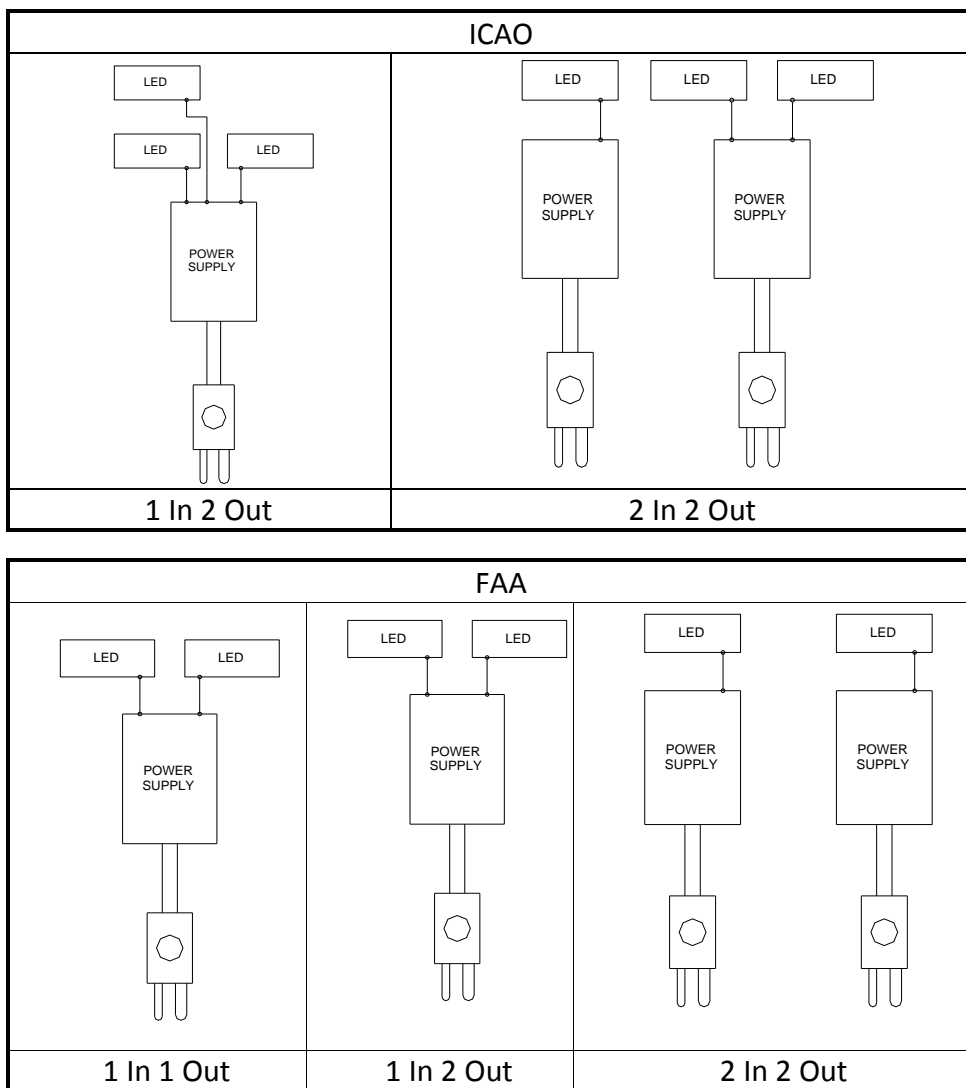 ICAO
LED
LED
LED
POWER
SUPPLY
LED
LED
LED
POWER
SUPPLY
POWER
SUPPLY
1 In 2 Out
2 In 2 Out
FAA
LED
LED
POWER
SUPPLY
LED
LED
POWER
SUPPLY
LED
LED
POWER
SUPPLY
POWER
SUPPLY
1 In 1 Out
1 In 2 Out
2 In 2 Out